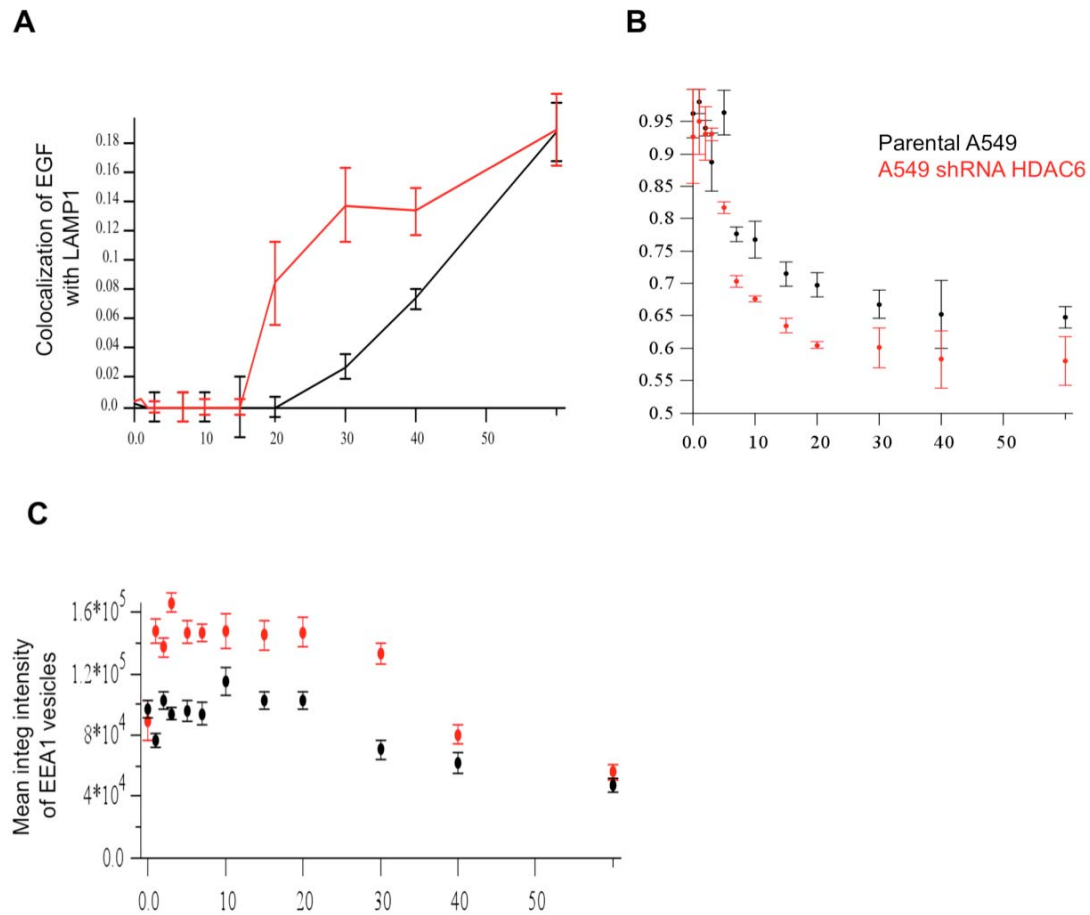 A
Colocalization of EGF
with LAMP1
0.18
0.16
0.14
0.12
0.1
0.08
0.06
0.04
0.02
0.0
0.0 10 20 30 40 50
B
Parental A549
A549 shRNA HDAC6
0.95
0.9
0.85
0.8
0.75
0.7
0.65
0.6
0.55
0.5
0.0 10 20 30 40 50
C
Mean integ intensity
of EEA1 vesicles
1.6*10^5
1.2*10^5
8*10^4
4*10^4
0.0
0.0 10 20 30 40 50